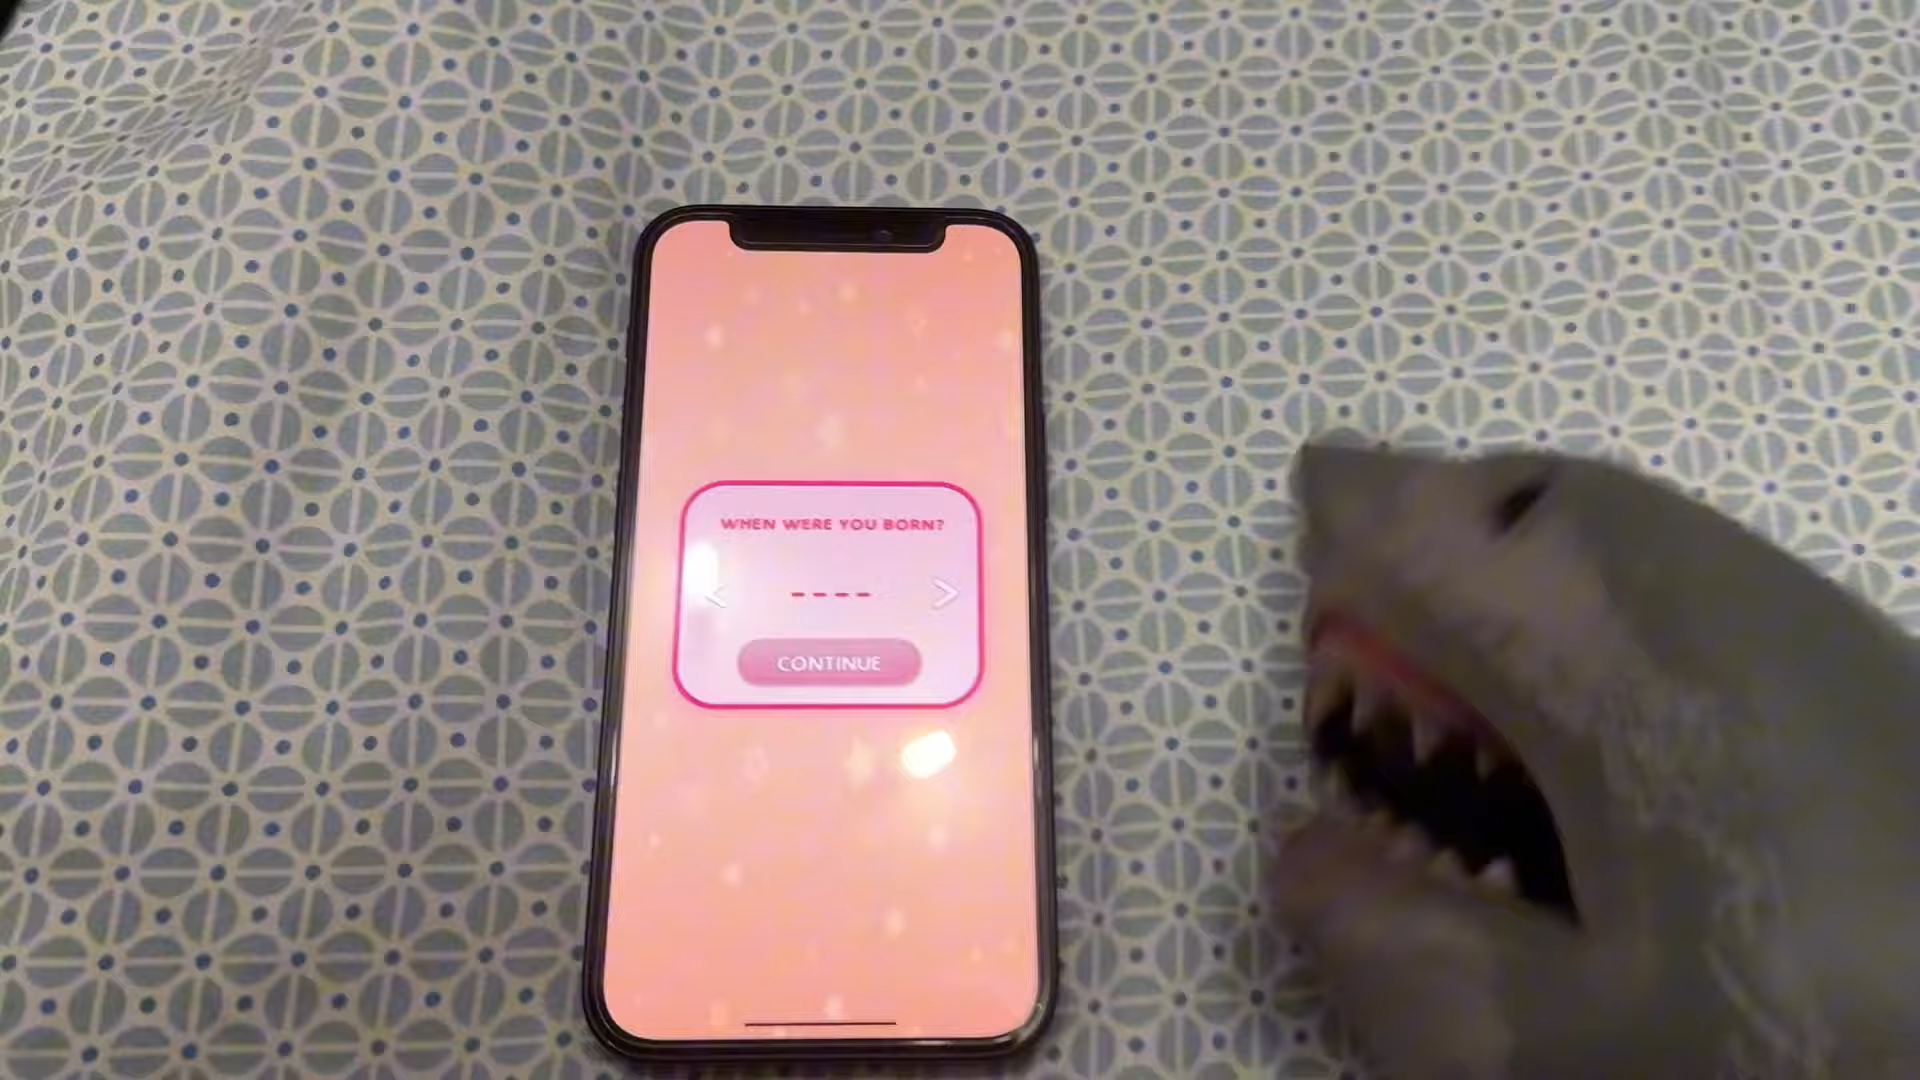 WHEN WERE YOU BORN?
< ---- >
CONTINUE